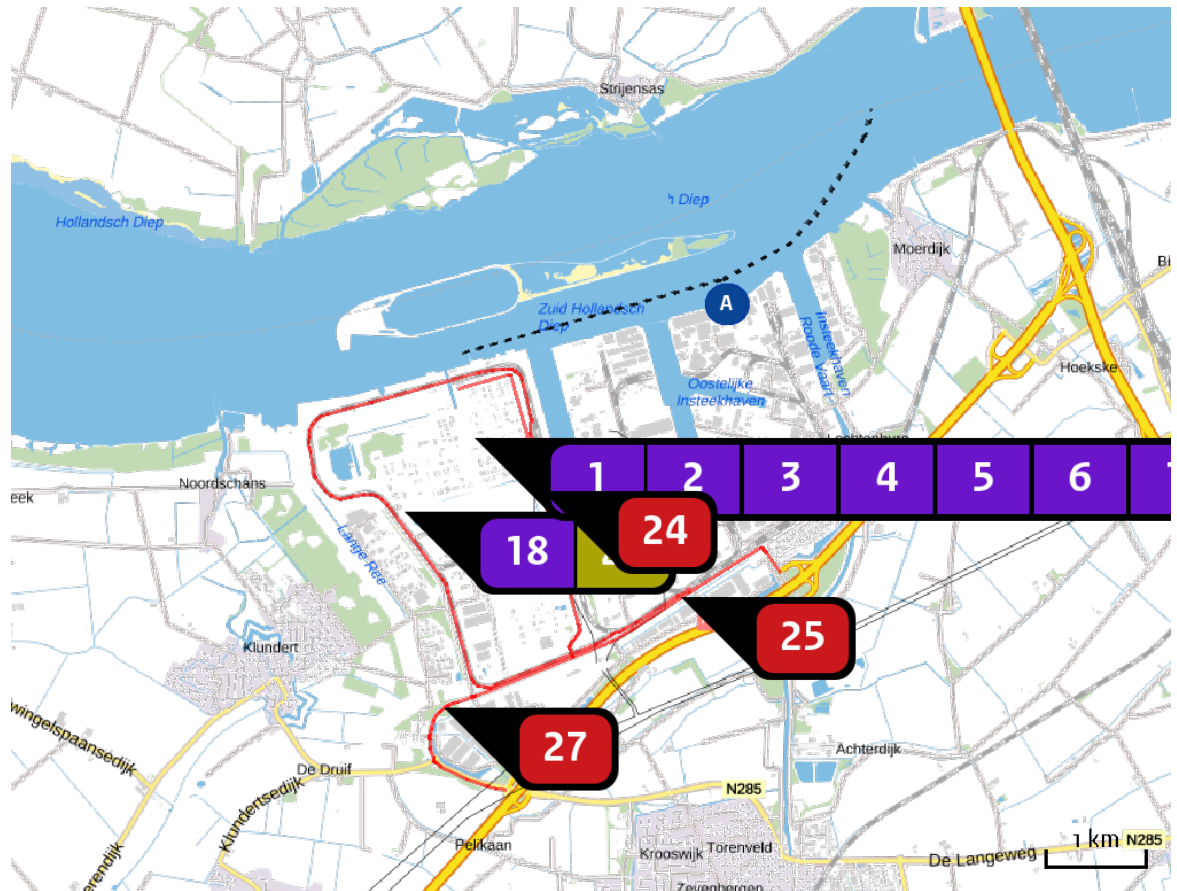 Strijensas
Hollandsch Diep
h Diep
Moerdijk
A
Zuid Hollandsch
Diep
Insteekhaven
Roode Vaart
Hoekske
Oostelijke
Insteekhaven
Noordschans
eek
1 2 3 4 5 6
24
18
Lange Ree
25
Klundert
27
De Druif
Achterdijk
N285
Klundertsedijk
Pelikaan
Krooswijk
Torenveld
De Langeweg
1 km
N285
Zevenbergen